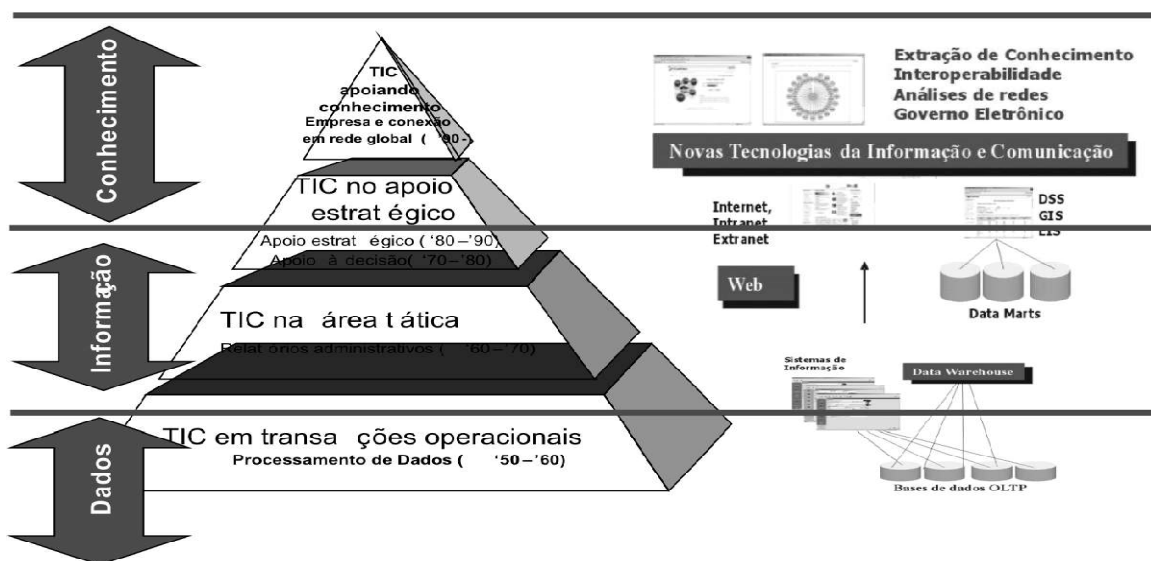 Conhecimento
TIC
apoiando
conhecimento
Empresa e conexão
em rede global ( '90-
TIC no apoio
estrat égico
Apoio estrat égico ( '80–'90)
Apoio à decisão( '70–'80)
Informação
TIC na área t ática
Relat órios administrativos ( '60–'70)
Dados
TIC em transa ções operacionais
Processamento de Dados ( '50–'60)
Extração de Conhecimento
Interoperabilidade
Análises de redes
Governo Eletrônico
Novas Tecnologias da Informação e Comunicação
Internet,
Intranet
Extranet
DSS
GIS
EIS
Web
Data Marts
Sistemas de
Informação
Data Warehouse
Bases de dados OLTP